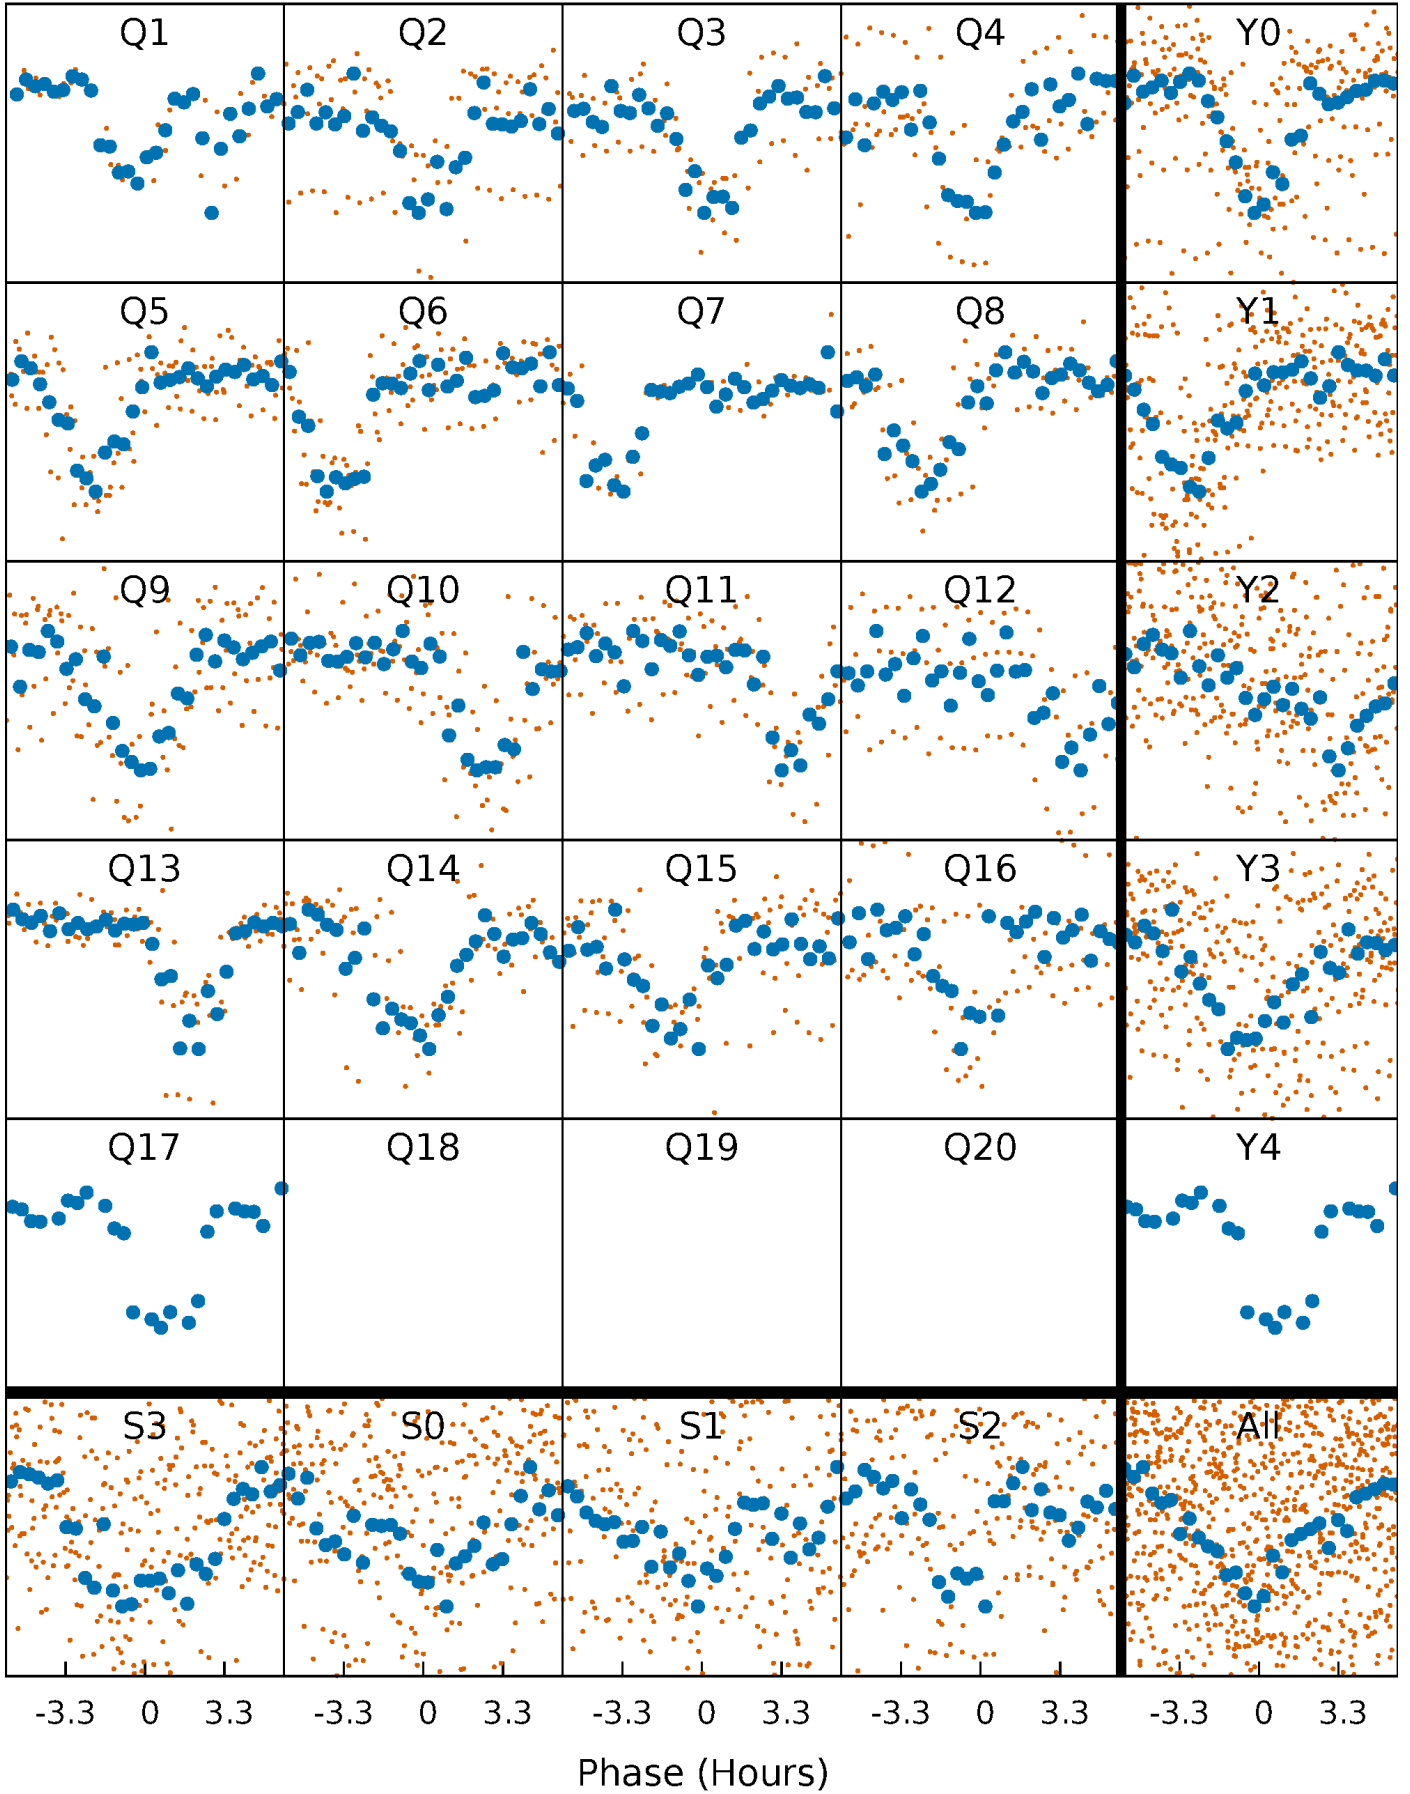 Q1 Q2 Q3 Q4 Y0
Q5 Q6 Q7 Q8 Y1
Q9 Q10 Q11 Q12 Y2
Q13 Q14 Q15 Q16 Y3
Q17 Q18 Q19 Q20 Y4
S3 S0 S1 S2 All
-3.3 0 3.3 -3.3 0 3.3 -3.3 0 3.3 -3.3 0 3.3 -3.3 0 3.3
Phase (Hours)